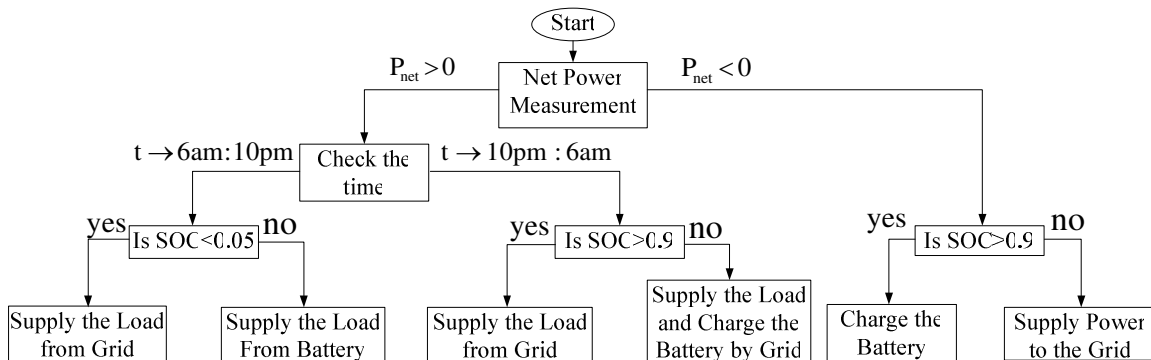 Start
P_net > 0
Net Power
Measurement
P_net < 0
t → 6am:10pm
Check the
time
t → 10pm : 6am
yes
Is SOC<0.05
no
yes
Is SOC>0.9
no
yes
Is SOC>0.9
no
Supply the Load
from Grid
Supply the Load
From Battery
Supply the Load
from Grid
Supply the Load
and Charge the
Battery by Grid
Charge the
Battery
Supply Power
to the Grid